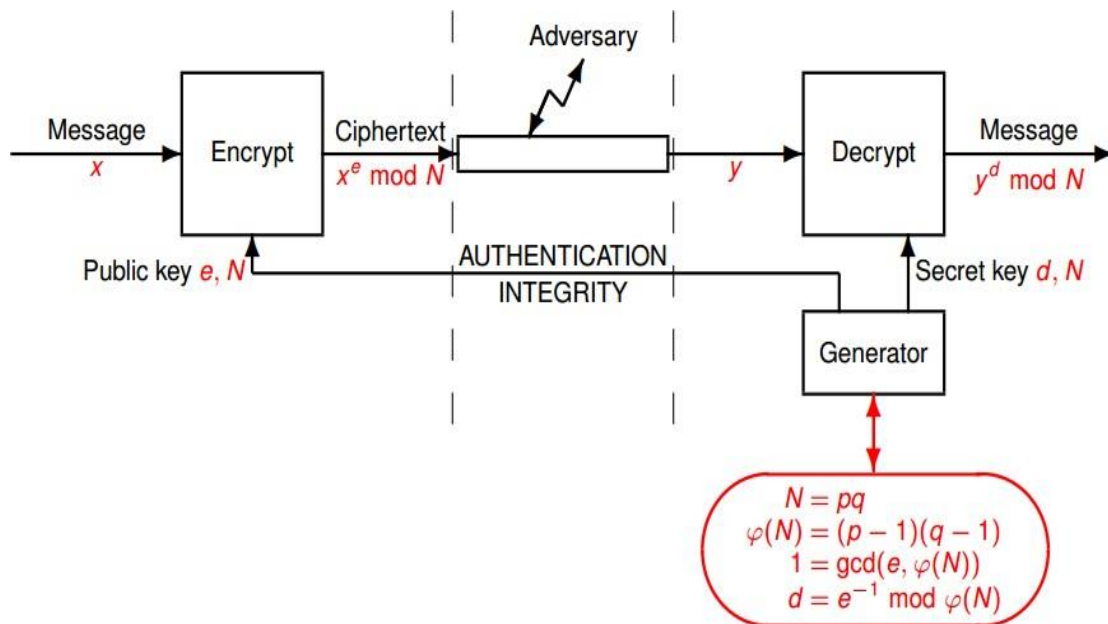 Adversary
Message
x
Encrypt
Ciphertext
x^e mod N
y
Decrypt
Message
y^d mod N
Public key e, N
AUTHENTICATION
INTEGRITY
Secret key d, N
Generator
N = pq
φ(N) = (p − 1)(q − 1)
1 = gcd(e, φ(N))
d = e^−1 mod φ(N)